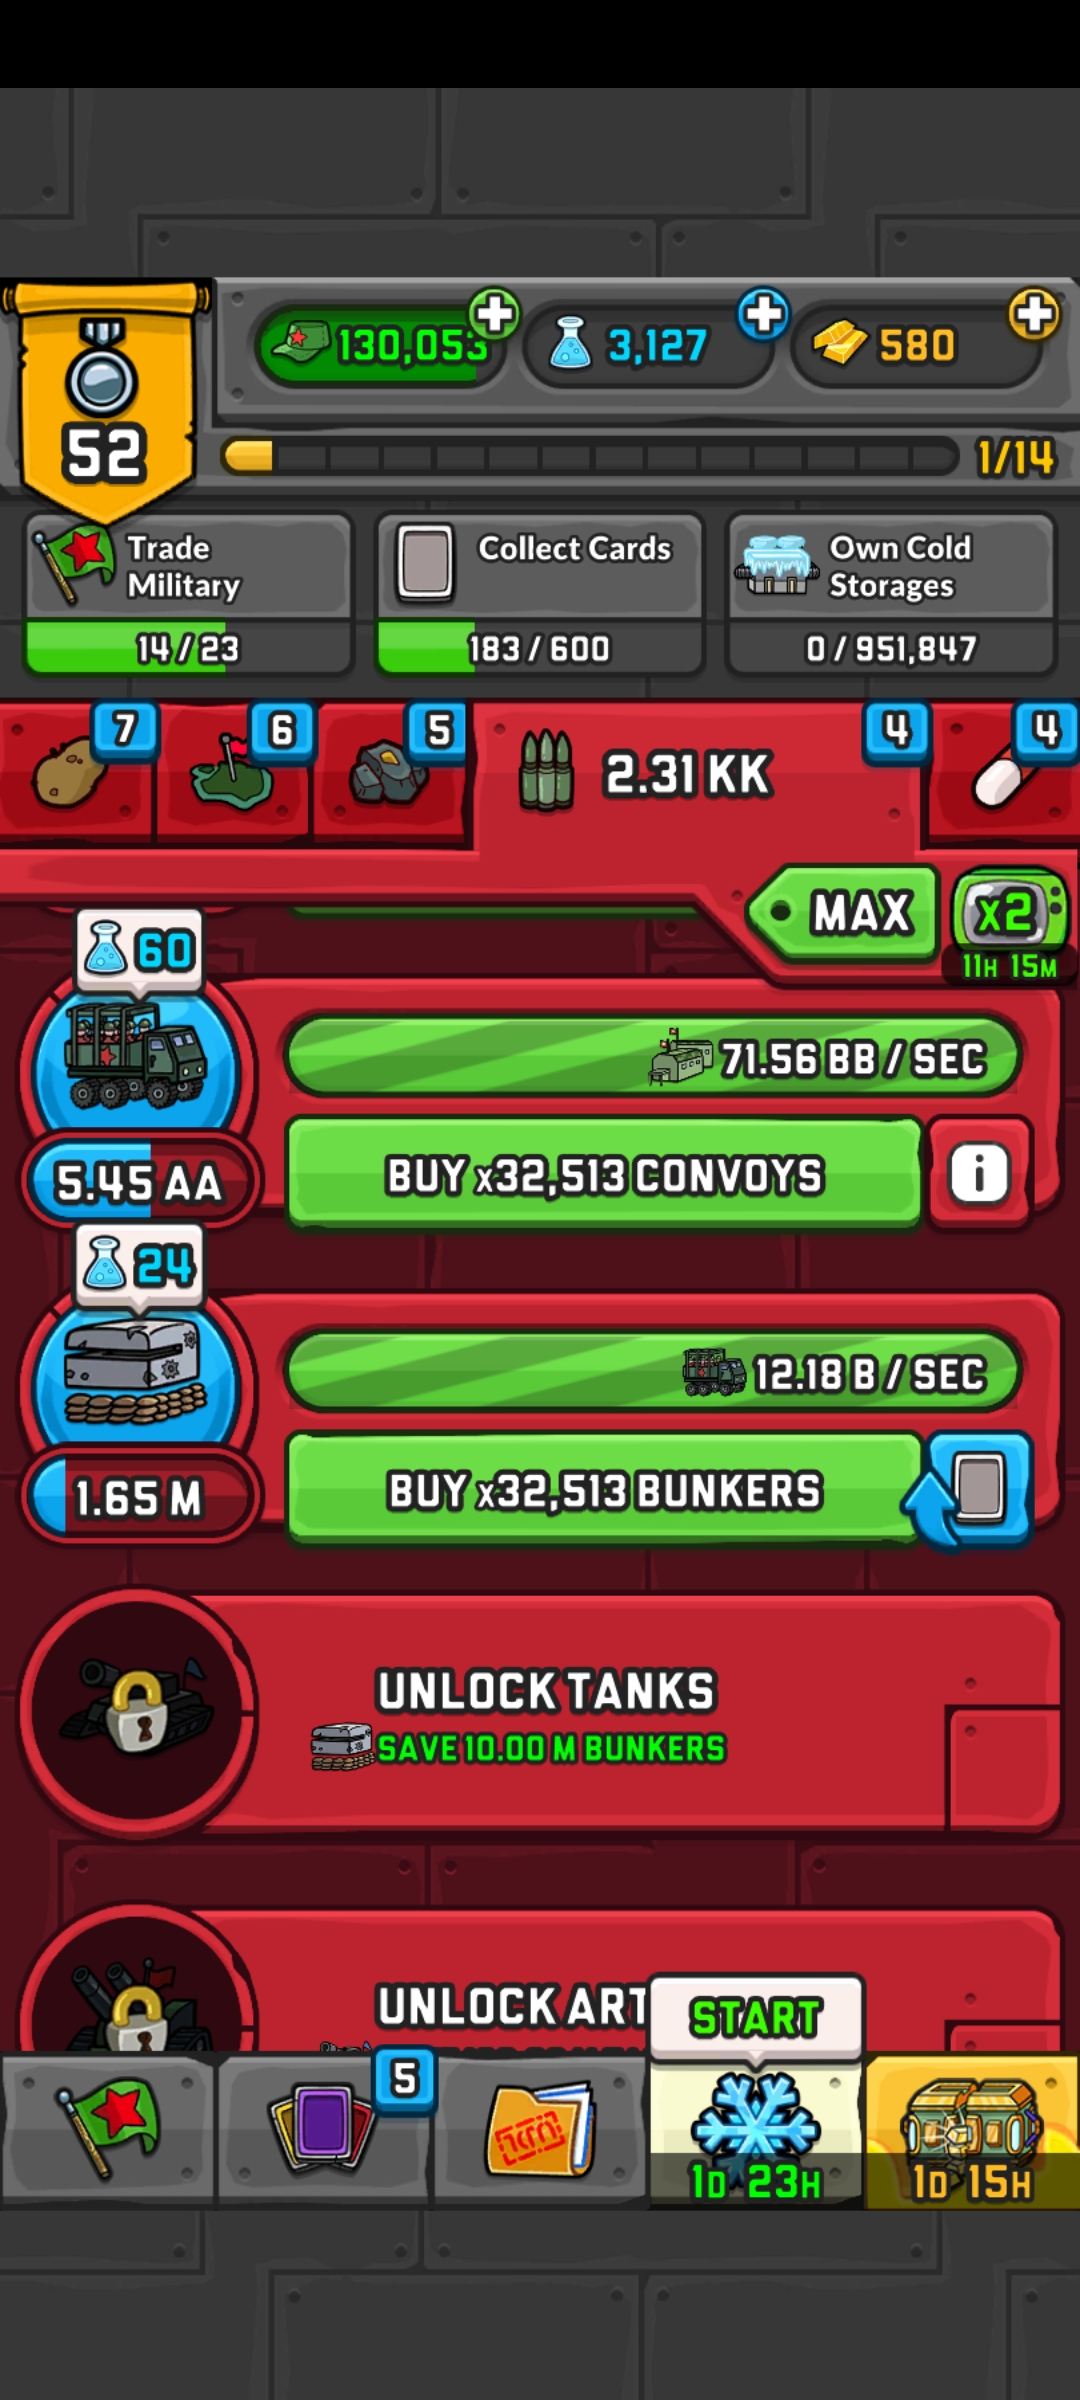 130,053
3,127
580
52
1/14
Trade
Military
14 / 23
Collect Cards
183 / 600
Own Cold
Storages
0 / 951,847
7
6
5
2.31 KK
4
4
MAX
x2
11H 15M
60
71.56 BB / SEC
5.45 AA
BUY x32,513 CONVOYS
i
24
12.18 B / SEC
1.65 M
BUY x32,513 BUNKERS
UNLOCK TANKS
SAVE 10.00 M BUNKERS
UNLOCK ART
START
5
1D 23H
1D 15H